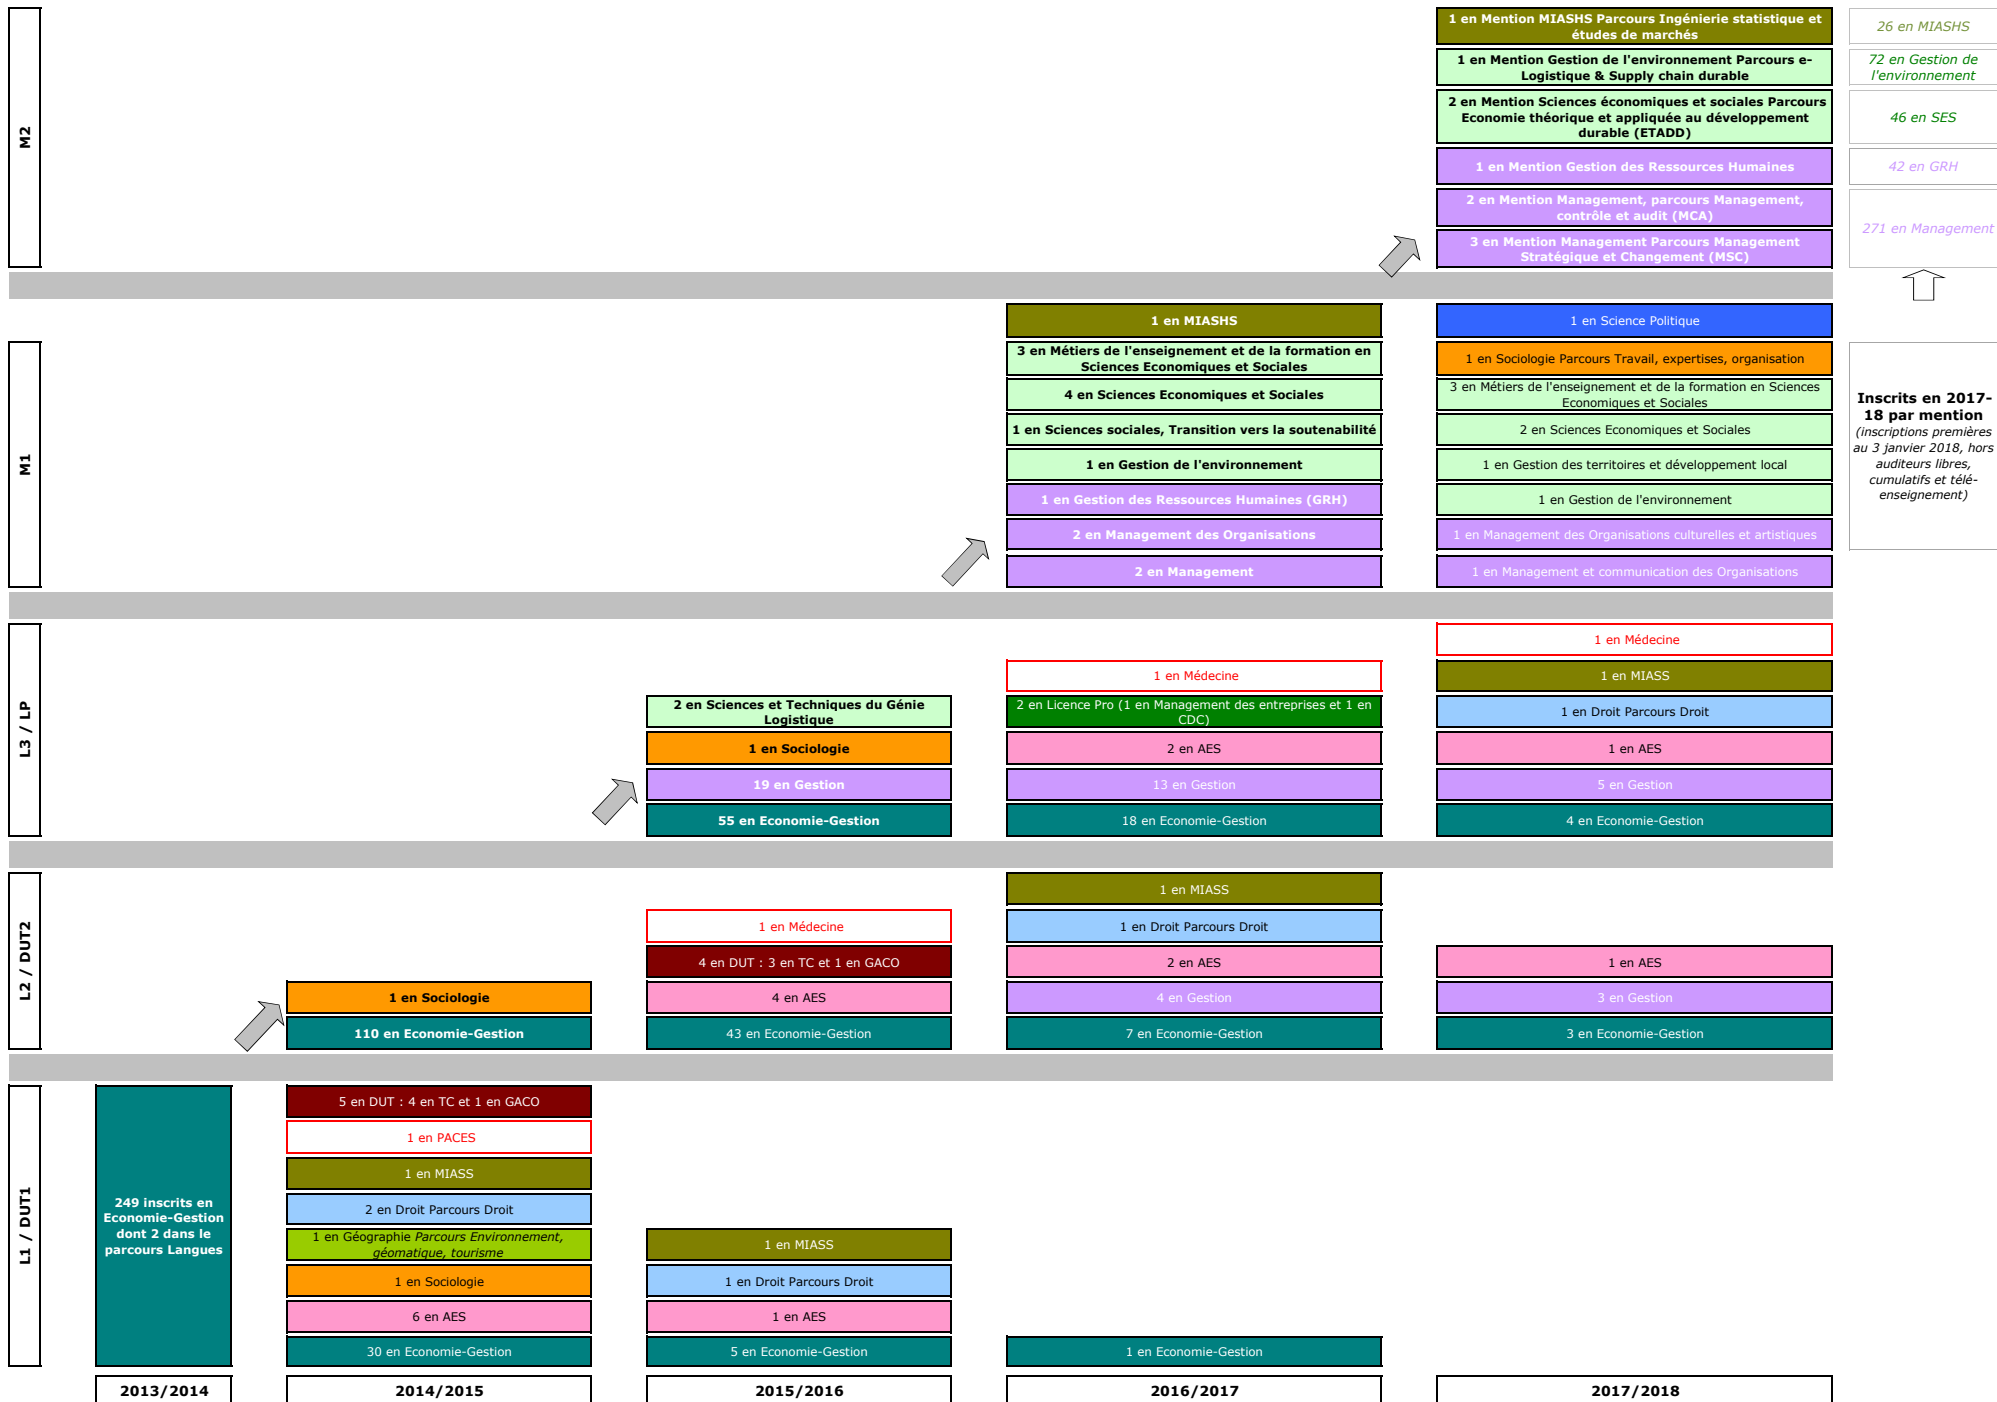 M2
1 en Mention MIASHS Parcours Ingénierie statistique et
études de marchés
26 en MIASHS
1 en Mention Gestion de l'environnement Parcours e-
Logistique & Supply chain durable
72 en Gestion de
l'environnement
2 en Mention Sciences économiques et sociales Parcours
Economie théorique et appliquée au développement
durable (ETADD)
46 en SES
1 en Mention Gestion des Ressources Humaines
42 en GRH
2 en Mention Management, parcours Management,
contrôle et audit (MCA)
3 en Mention Management Parcours Management
Stratégique et Changement (MSC)
271 en Management
M1
1 en MIASHS
3 en Métiers de l'enseignement et de la formation en
Sciences Economiques et Sociales
4 en Sciences Economiques et Sociales
1 en Sciences sociales, Transition vers la soutenabilité
1 en Gestion de l'environnement
1 en Gestion des Ressources Humaines (GRH)
2 en Management des Organisations
2 en Management
1 en Science Politique
1 en Sociologie Parcours Travail, expertises, organisation
3 en Métiers de l'enseignement et de la formation en Sciences
Economiques et Sociales
2 en Sciences Economiques et Sociales
1 en Gestion des territoires et développement local
1 en Gestion de l'environnement
1 en Management des Organisations culturelles et artistiques
1 en Management et communication des Organisations
Inscrits en 2017-
18 par mention
(inscriptions premières
au 3 janvier 2018, hors
auditeurs libres,
cumulatifs et télé-
enseignement)
L3 / LP
2 en Sciences et Techniques du Génie
Logistique
1 en Sociologie
19 en Gestion
55 en Economie-Gestion
1 en Médecine
2 en Licence Pro (1 en Management des entreprises et 1 en
CDC)
2 en AES
13 en Gestion
18 en Economie-Gestion
1 en Médecine
1 en MIASS
1 en Droit Parcours Droit
1 en AES
5 en Gestion
4 en Economie-Gestion
L2 / DUT2
1 en Sociologie
110 en Economie-Gestion
1 en Médecine
4 en DUT : 3 en TC et 1 en GACO
4 en AES
43 en Economie-Gestion
1 en MIASS
1 en Droit Parcours Droit
2 en AES
4 en Gestion
7 en Economie-Gestion
1 en AES
3 en Gestion
3 en Economie-Gestion
L1 / DUT1
249 inscrits en
Economie-Gestion
dont 2 dans le
parcours Langues
5 en DUT : 4 en TC et 1 en GACO
1 en PACES
1 en MIASS
2 en Droit Parcours Droit
1 en Géographie Parcours Environnement,
géomatique, tourisme
1 en Sociologie
6 en AES
30 en Economie-Gestion
1 en MIASS
1 en Droit Parcours Droit
1 en AES
5 en Economie-Gestion
1 en Economie-Gestion
2013/2014
2014/2015
2015/2016
2016/2017
2017/2018